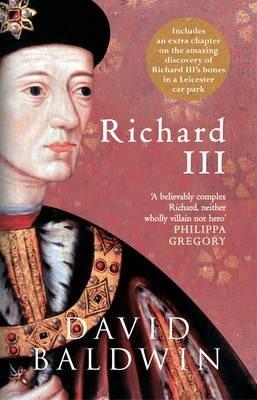 Includes
an extra chapter
on the amazing
discovery of
Richard III's bones
in a Leicester
car park
Richard
III
'A believably complex
Richard, neither
wholly villain nor hero'
PHILIPPA
GREGORY
DAVID
BALDWIN